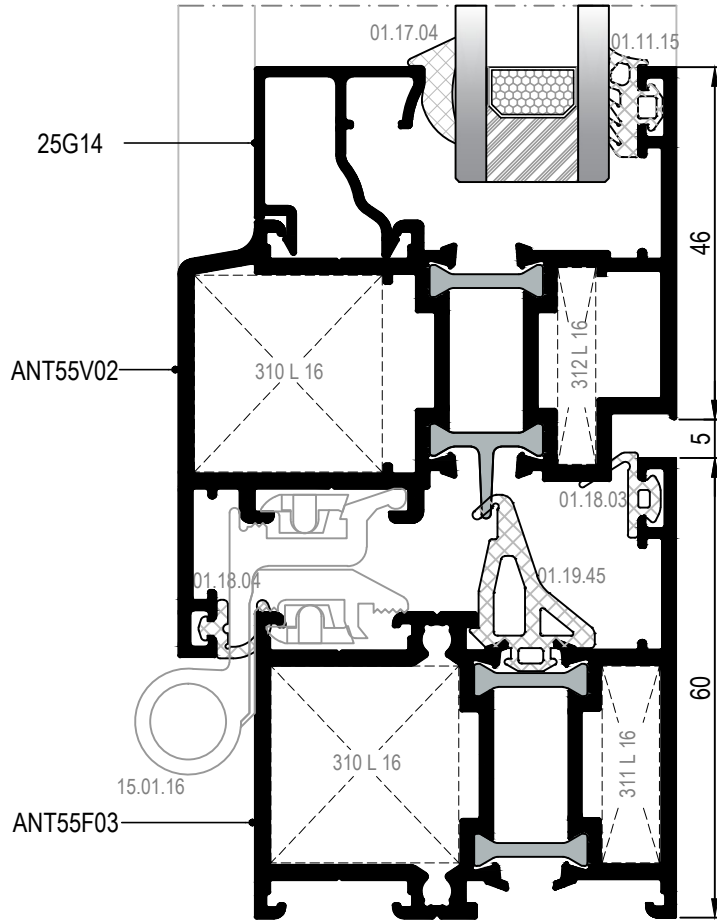 01.17.04
01.11.15
25G14
46
ANT55V02
310 L 16
312 L 16
5
01.18.03
01.18.04
01.19.45
60
310 L 16
311 L 16
15.01.16
ANT55F03